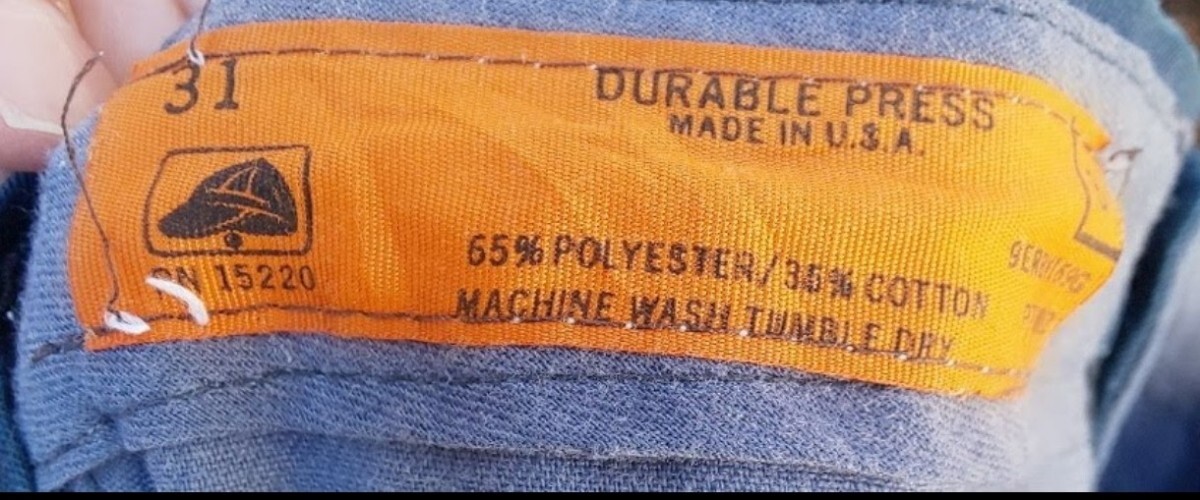 31
DURABLE PRESS
MADE IN U.S.A.
RN 15220
65% POLYESTER/35% COTTON
MACHINE WASH TUMBLE DRY